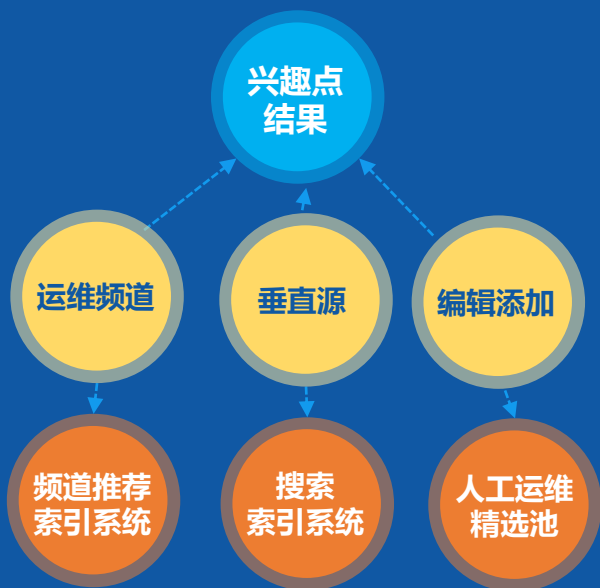 兴趣点
结果
运维频道
垂直源
编辑添加
频道推荐
索引系统
搜索
索引系统
人工运维
精选池